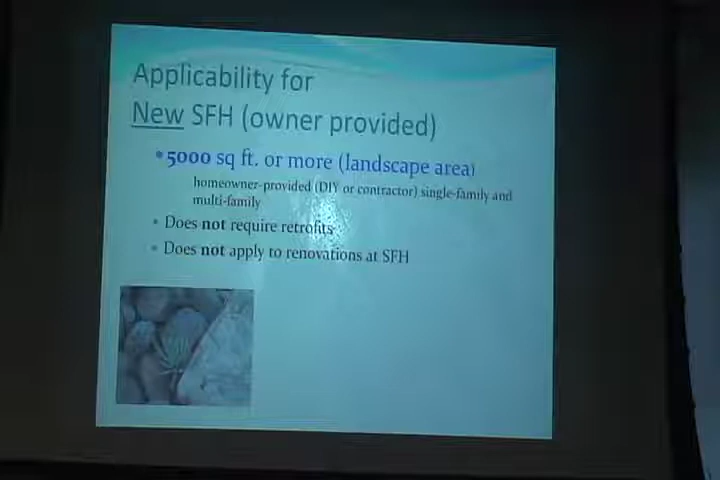 Applicability for
New SFH (owner provided)
• 5000 sq ft. or more (landscape area)
homeowner-provided (DIY or contractor) single-family and
multi-family
• Does not require retrofits
• Does not apply to renovations at SFH